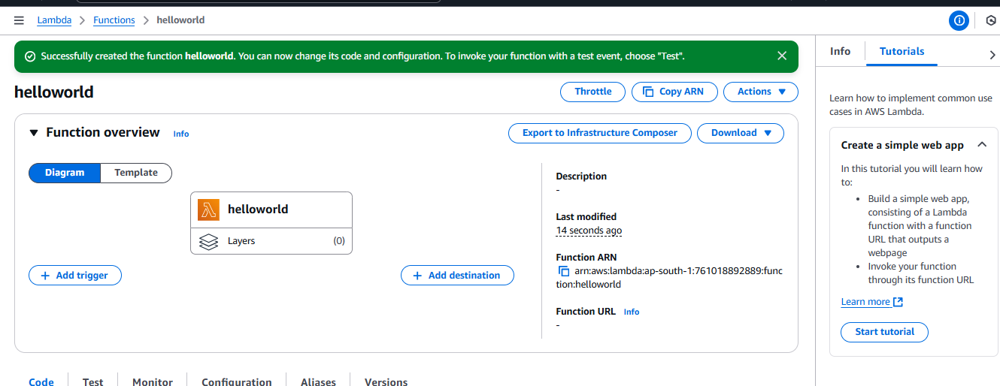 Lambda > Functions > helloworld
Successfully created the function helloworld. You can now change its code and configuration. To invoke your function with a test event, choose "Test".
helloworld
Throttle
Copy ARN
Actions
Function overview Info
Export to Infrastructure Composer
Download
Diagram
Template
helloworld
Layers (0)
+ Add trigger
+ Add destination
Description
-
Last modified
14 seconds ago
Function ARN
arn:aws:lambda:ap-south-1:761018892889:func
tion:helloworld
Function URL Info
-
Code
Test
Monitor
Configuration
Aliases
Versions
Info
Tutorials
Learn how to implement common use
cases in AWS Lambda.
Create a simple web app
In this tutorial you will learn how
to:
• Build a simple web app,
consisting of a Lambda
function with a function
URL that outputs a
webpage
• Invoke your function
through its function URL
Learn more
Start tutorial